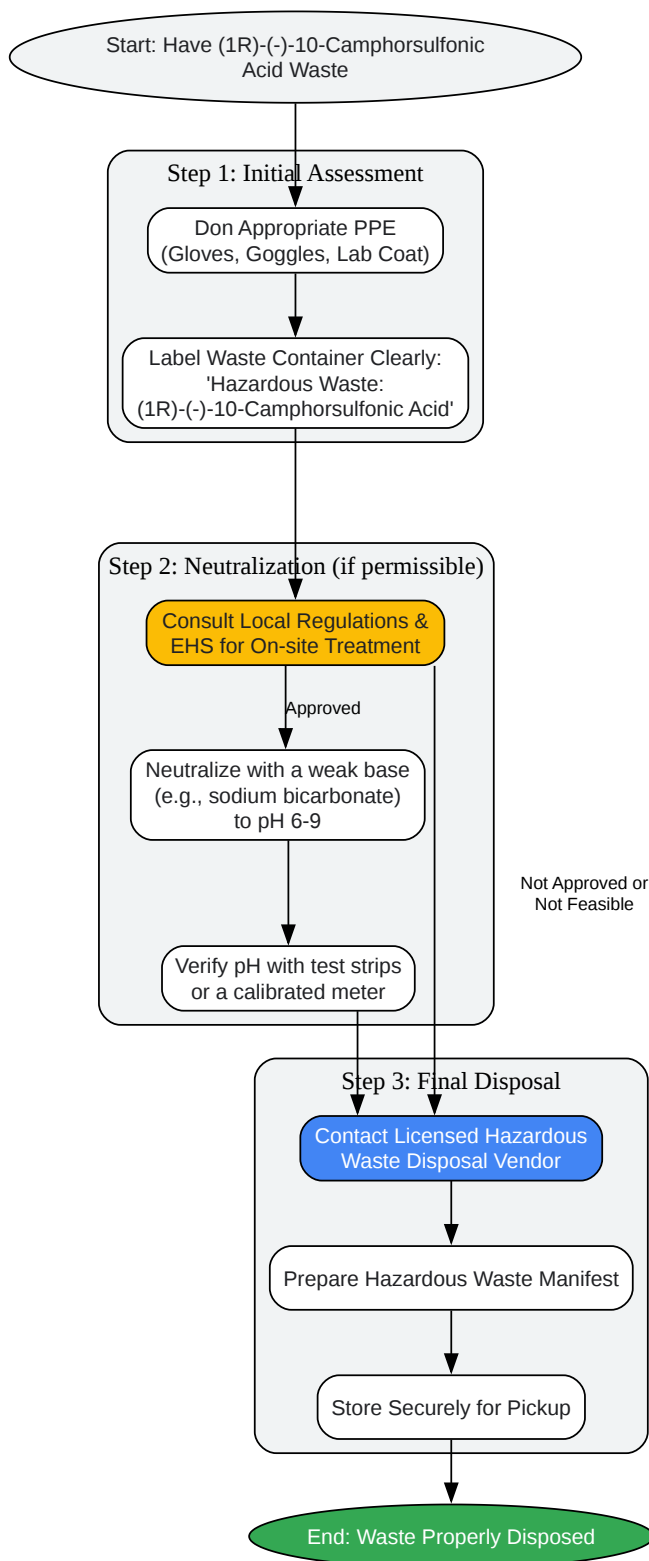 Start: Have (1R)-(-)-10-Camphorsulfonic
Acid Waste
Step 1: Initial Assessment
Don Appropriate PPE
(Gloves, Goggles, Lab Coat)
Label Waste Container Clearly:
'Hazardous Waste:
(1R)-(-)-10-Camphorsulfonic Acid'
Step 2: Neutralization (if permissible)
Consult Local Regulations &
EHS for On-site Treatment
Approved
Neutralize with a weak base
(e.g., sodium bicarbonate)
to pH 6-9
Not Approved or
Not Feasible
Verify pH with test strips
or a calibrated meter
Step 3: Final Disposal
Contact Licensed Hazardous
Waste Disposal Vendor
Prepare Hazardous Waste Manifest
Store Securely for Pickup
End: Waste Properly Disposed